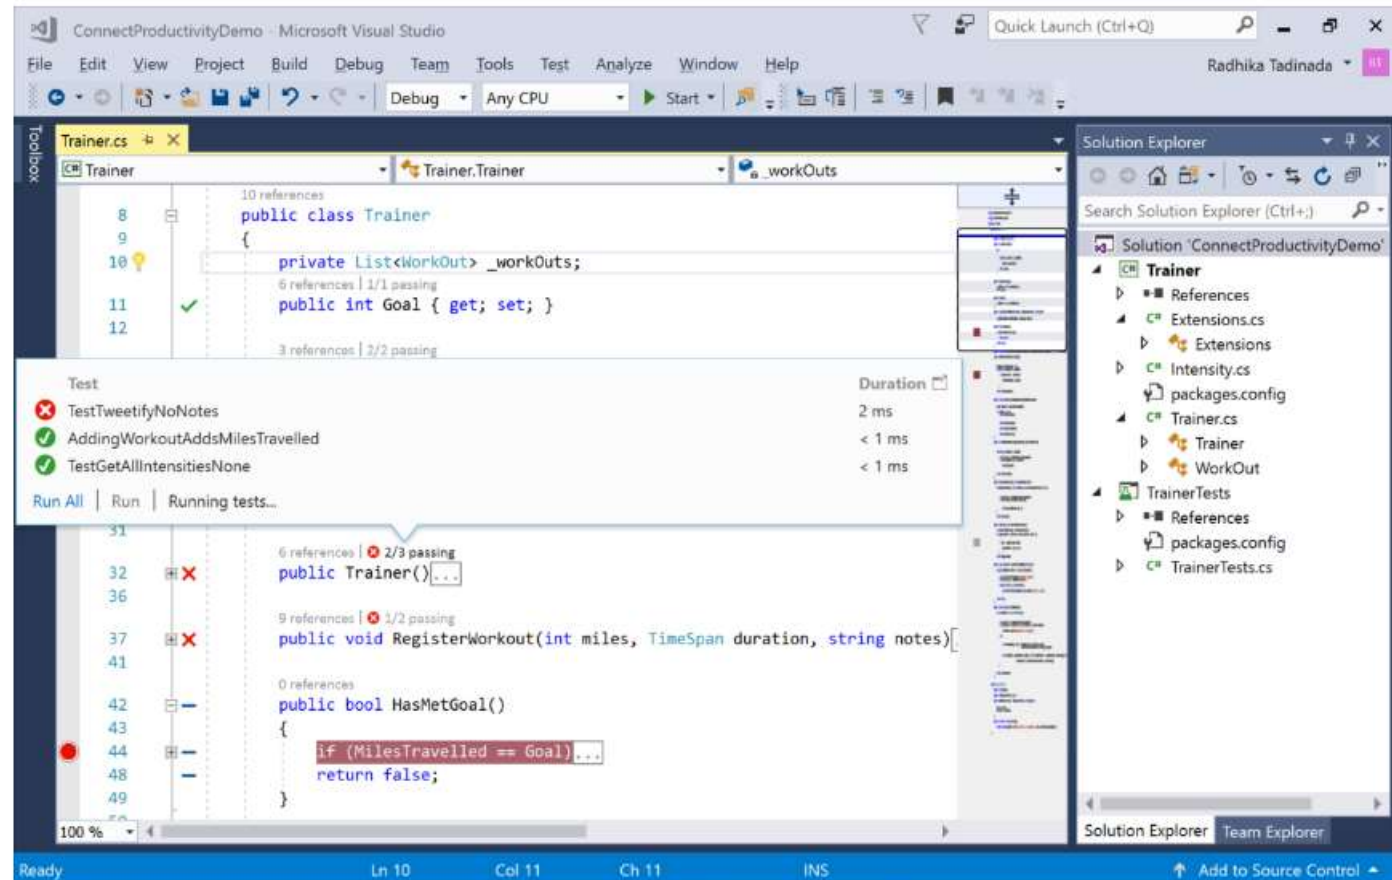 ConnectProductivityDemo - Microsoft Visual Studio
Quick Launch (Ctrl+Q)
File Edit View Project Build Debug Team Tools Test Analyze Window Help
Radhika Tadinada
Debug Any CPU Start
Toolbox
Trainer.cs
Trainer Trainer.Trainer _workOuts
10 references
8 public class Trainer
9 {
10 private List<WorkOut> _workOuts;
6 references | 1/1 passing
11 public int Goal { get; set; }
12
3 references | 2/2 passing
Test Duration
TestTweetifyNoNotes 2 ms
AddingWorkoutAddsMilesTravelled < 1 ms
TestGetAllIntensitiesNone < 1 ms
Run All | Run | Running tests...
31
6 references | 2/3 passing
32 public Trainer()...
36
9 references | 1/2 passing
37 public void RegisterWorkout(int miles, TimeSpan duration, string notes)
41
0 references
42 public bool HasMetGoal()
43 {
44 if (MilesTravelled == Goal)...
48 return false;
49 }
100 %
Solution Explorer
Search Solution Explorer (Ctrl+;)
Solution 'ConnectProductivityDemo'
C# Trainer
References
C# Extensions.cs
Extensions
C# Intensity.cs
packages.config
C# Trainer.cs
Trainer
WorkOut
TrainerTests
References
packages.config
C# TrainerTests.cs
Solution Explorer Team Explorer
Ready Ln 10 Col 11 Ch 11 INS Add to Source Control